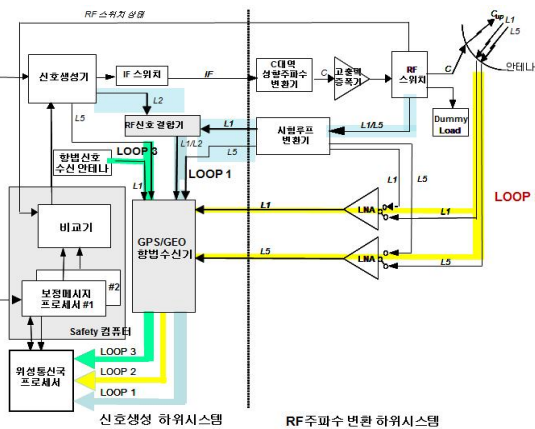 RF 스위치 상태
Cup
L1
L5
안테나
신호생성기
IF 스위치
IF
C대역
상향주파수
변환기
C
고출력
증폭기
RF
스위치
C
L2
L5
RF신호결합기
L1
시험루프
변환기
L1/L5
Dummy
Load
항법신호
수신 안테나
LOOP 3
L1
L1/L2
L5
LOOP 1
L1
L5
LOOP
비교기
GPS/GEO
항법수신기
L1
LNA
L1
L5
LNA
L5
보정메시지
프로세서 #1
#2
Safety 컴퓨터
위성통신국
프로세서
LOOP 3
LOOP 2
LOOP 1
신호생성 하위시스템
RF주파수 변환 하위시스템